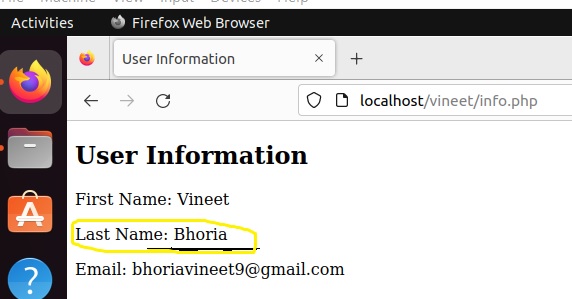 Machine View Input Devices Help
Activities Firefox Web Browser
User Information
localhost/vineet/info.php
User Information
First Name: Vineet
Last Name: Bhoria
Email: bhoriavineet9@gmail.com